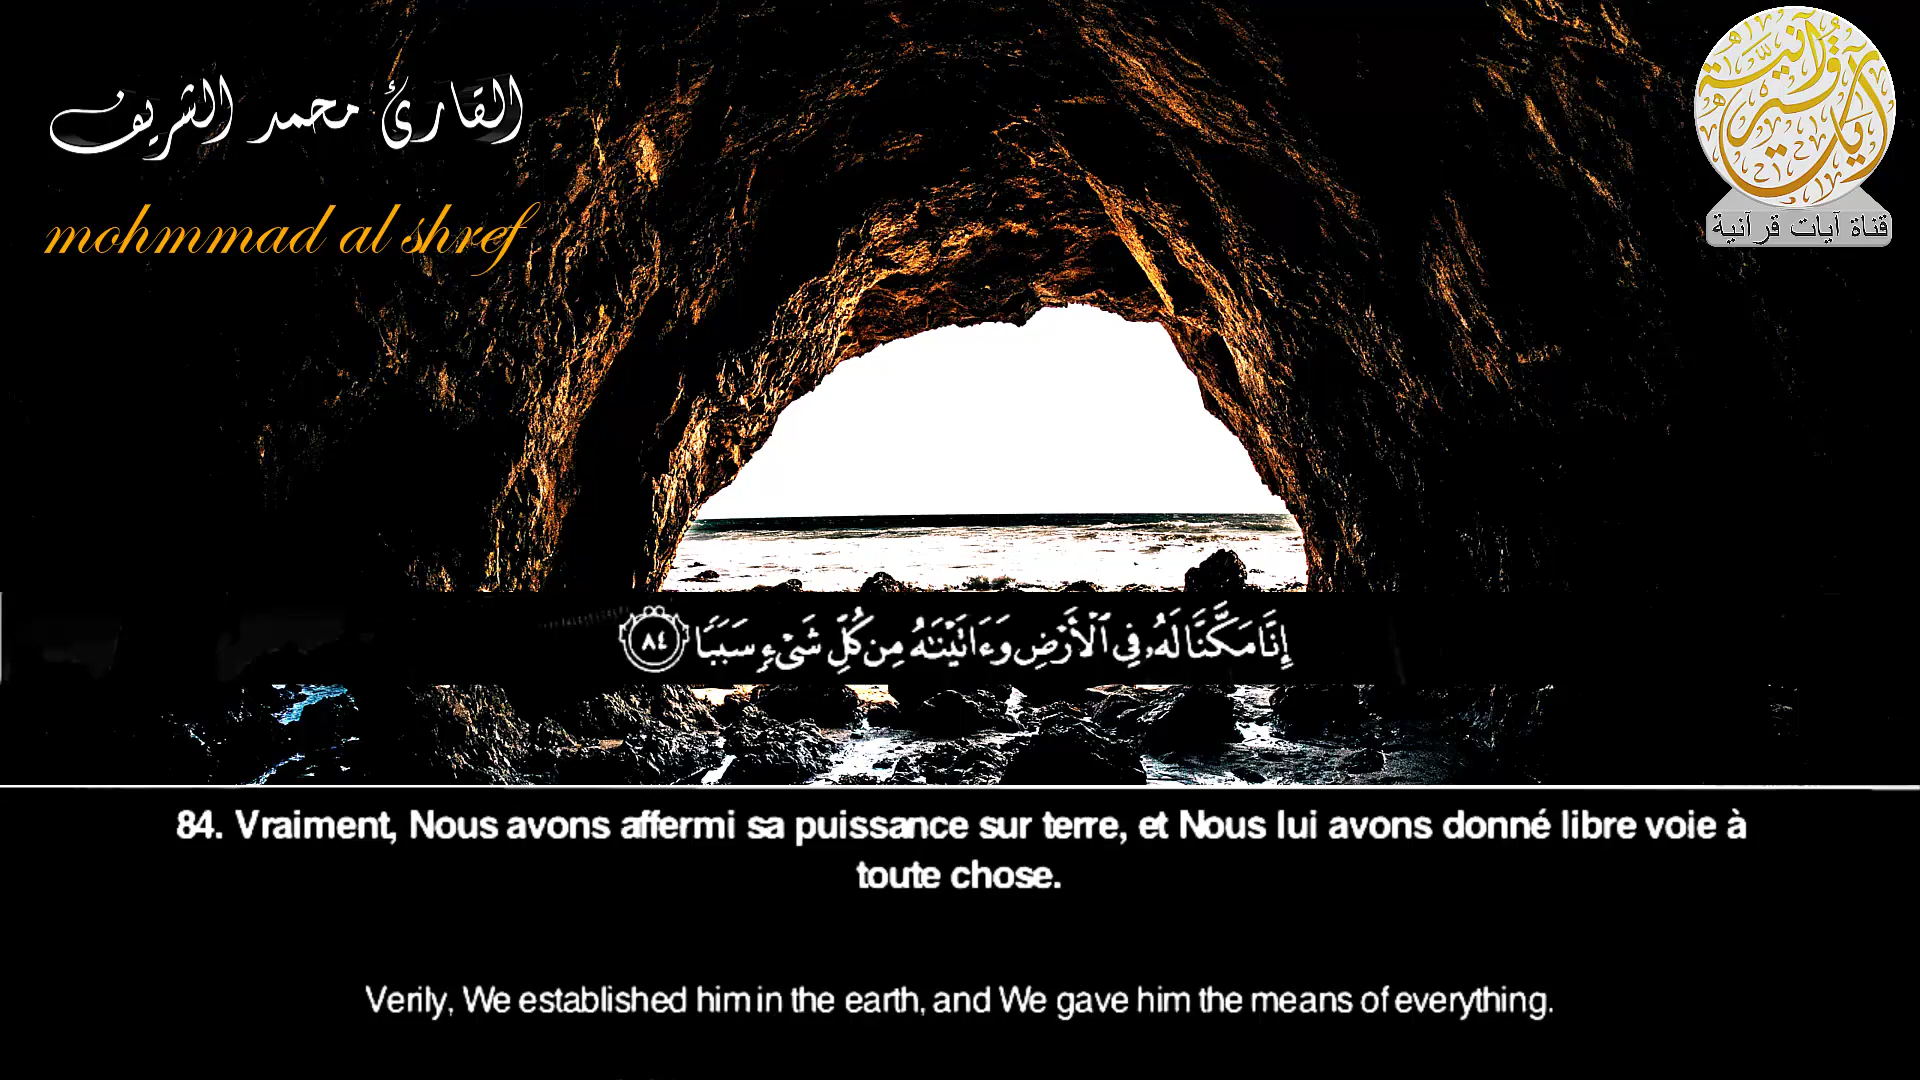 القارئ محمد الشريف
mohmmad al shref
آيات قرآنية
قناة آيات قرآنية
إِنَّا مَكَّنَّا لَهُۥ فِى ٱلْأَرْضِ وَءَاتَيْنَٰهُ مِن كُلِّ شَىْءٍ سَبَبًا ٨٤
84. Vraiment, Nous avons affermi sa puissance sur terre, et Nous lui avons donné libre voie à
toute chose.
Verily, We established him in the earth, and We gave him the means of everything.